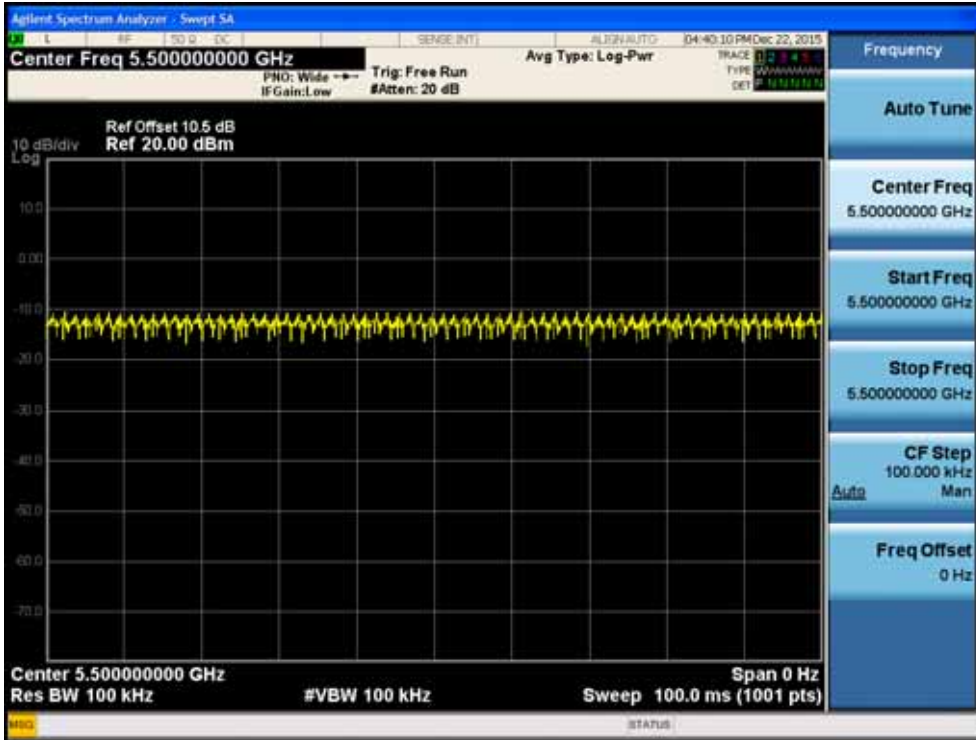 Agilent Spectrum Analyzer - Swept SA
L RF 50 Ω DC SENSE:INT ALIGN AUTO 04:40:10 PM Dec 22, 2015
Center Freq 5.500000000 GHz
PNO: Wide
IFGain:Low
Trig: Free Run
#Atten: 20 dB
Avg Type: Log-Pwr
TRACE
TYPE
DET
Ref Offset 10.5 dB
10 dB/div Ref 20.00 dBm
Log
10.0
0.00
-10.0
-20.0
-30.0
-40.0
-50.0
-60.0
-70.0
Center 5.500000000 GHz Span 0 Hz
Res BW 100 kHz #VBW 100 kHz Sweep 100.0 ms (1001 pts)
MSG STATUS
Frequency
Auto Tune
Center Freq
5.500000000 GHz
Start Freq
5.500000000 GHz
Stop Freq
5.500000000 GHz
CF Step
100.000 kHz
Auto Man
Freq Offset
0 Hz